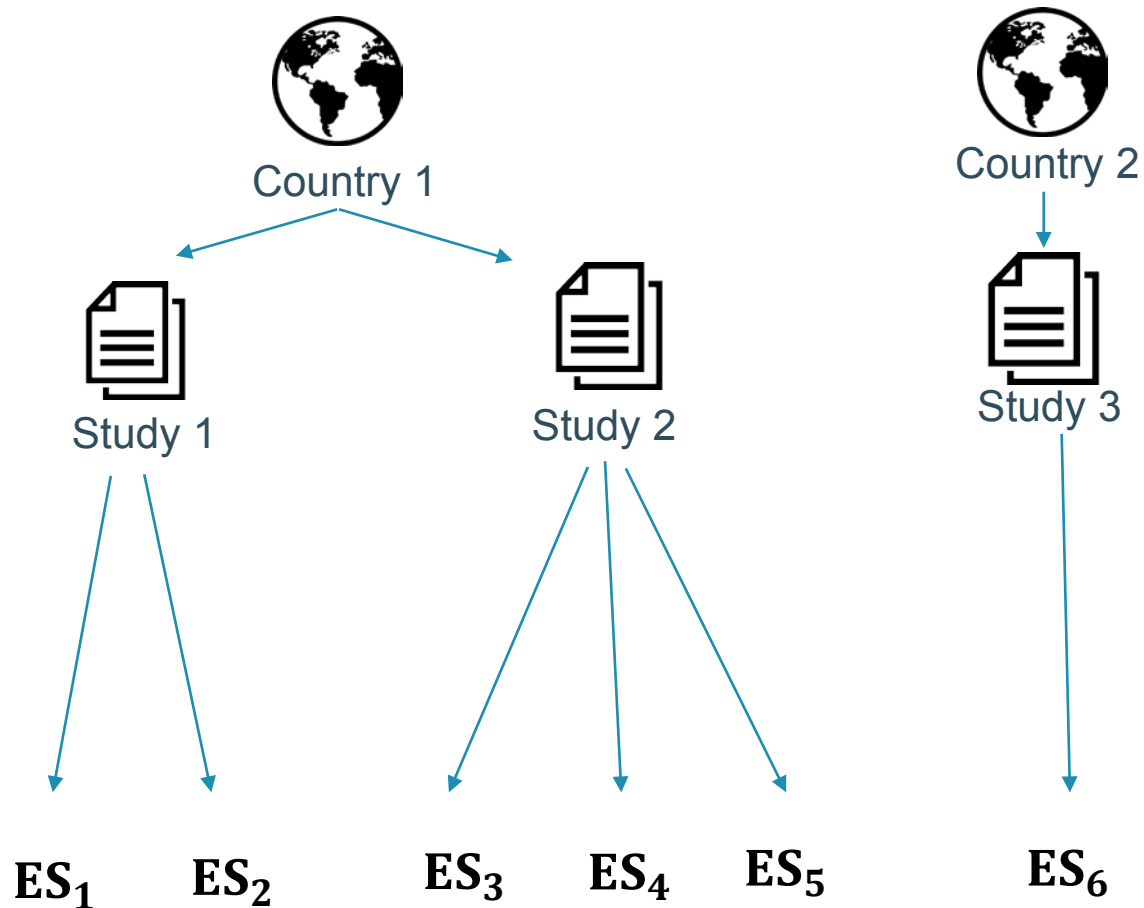 Country 1
Country 2
Study 1
Study 2
Study 3
ES₁
ES₂
ES₃
ES₄
ES₅
ES₆